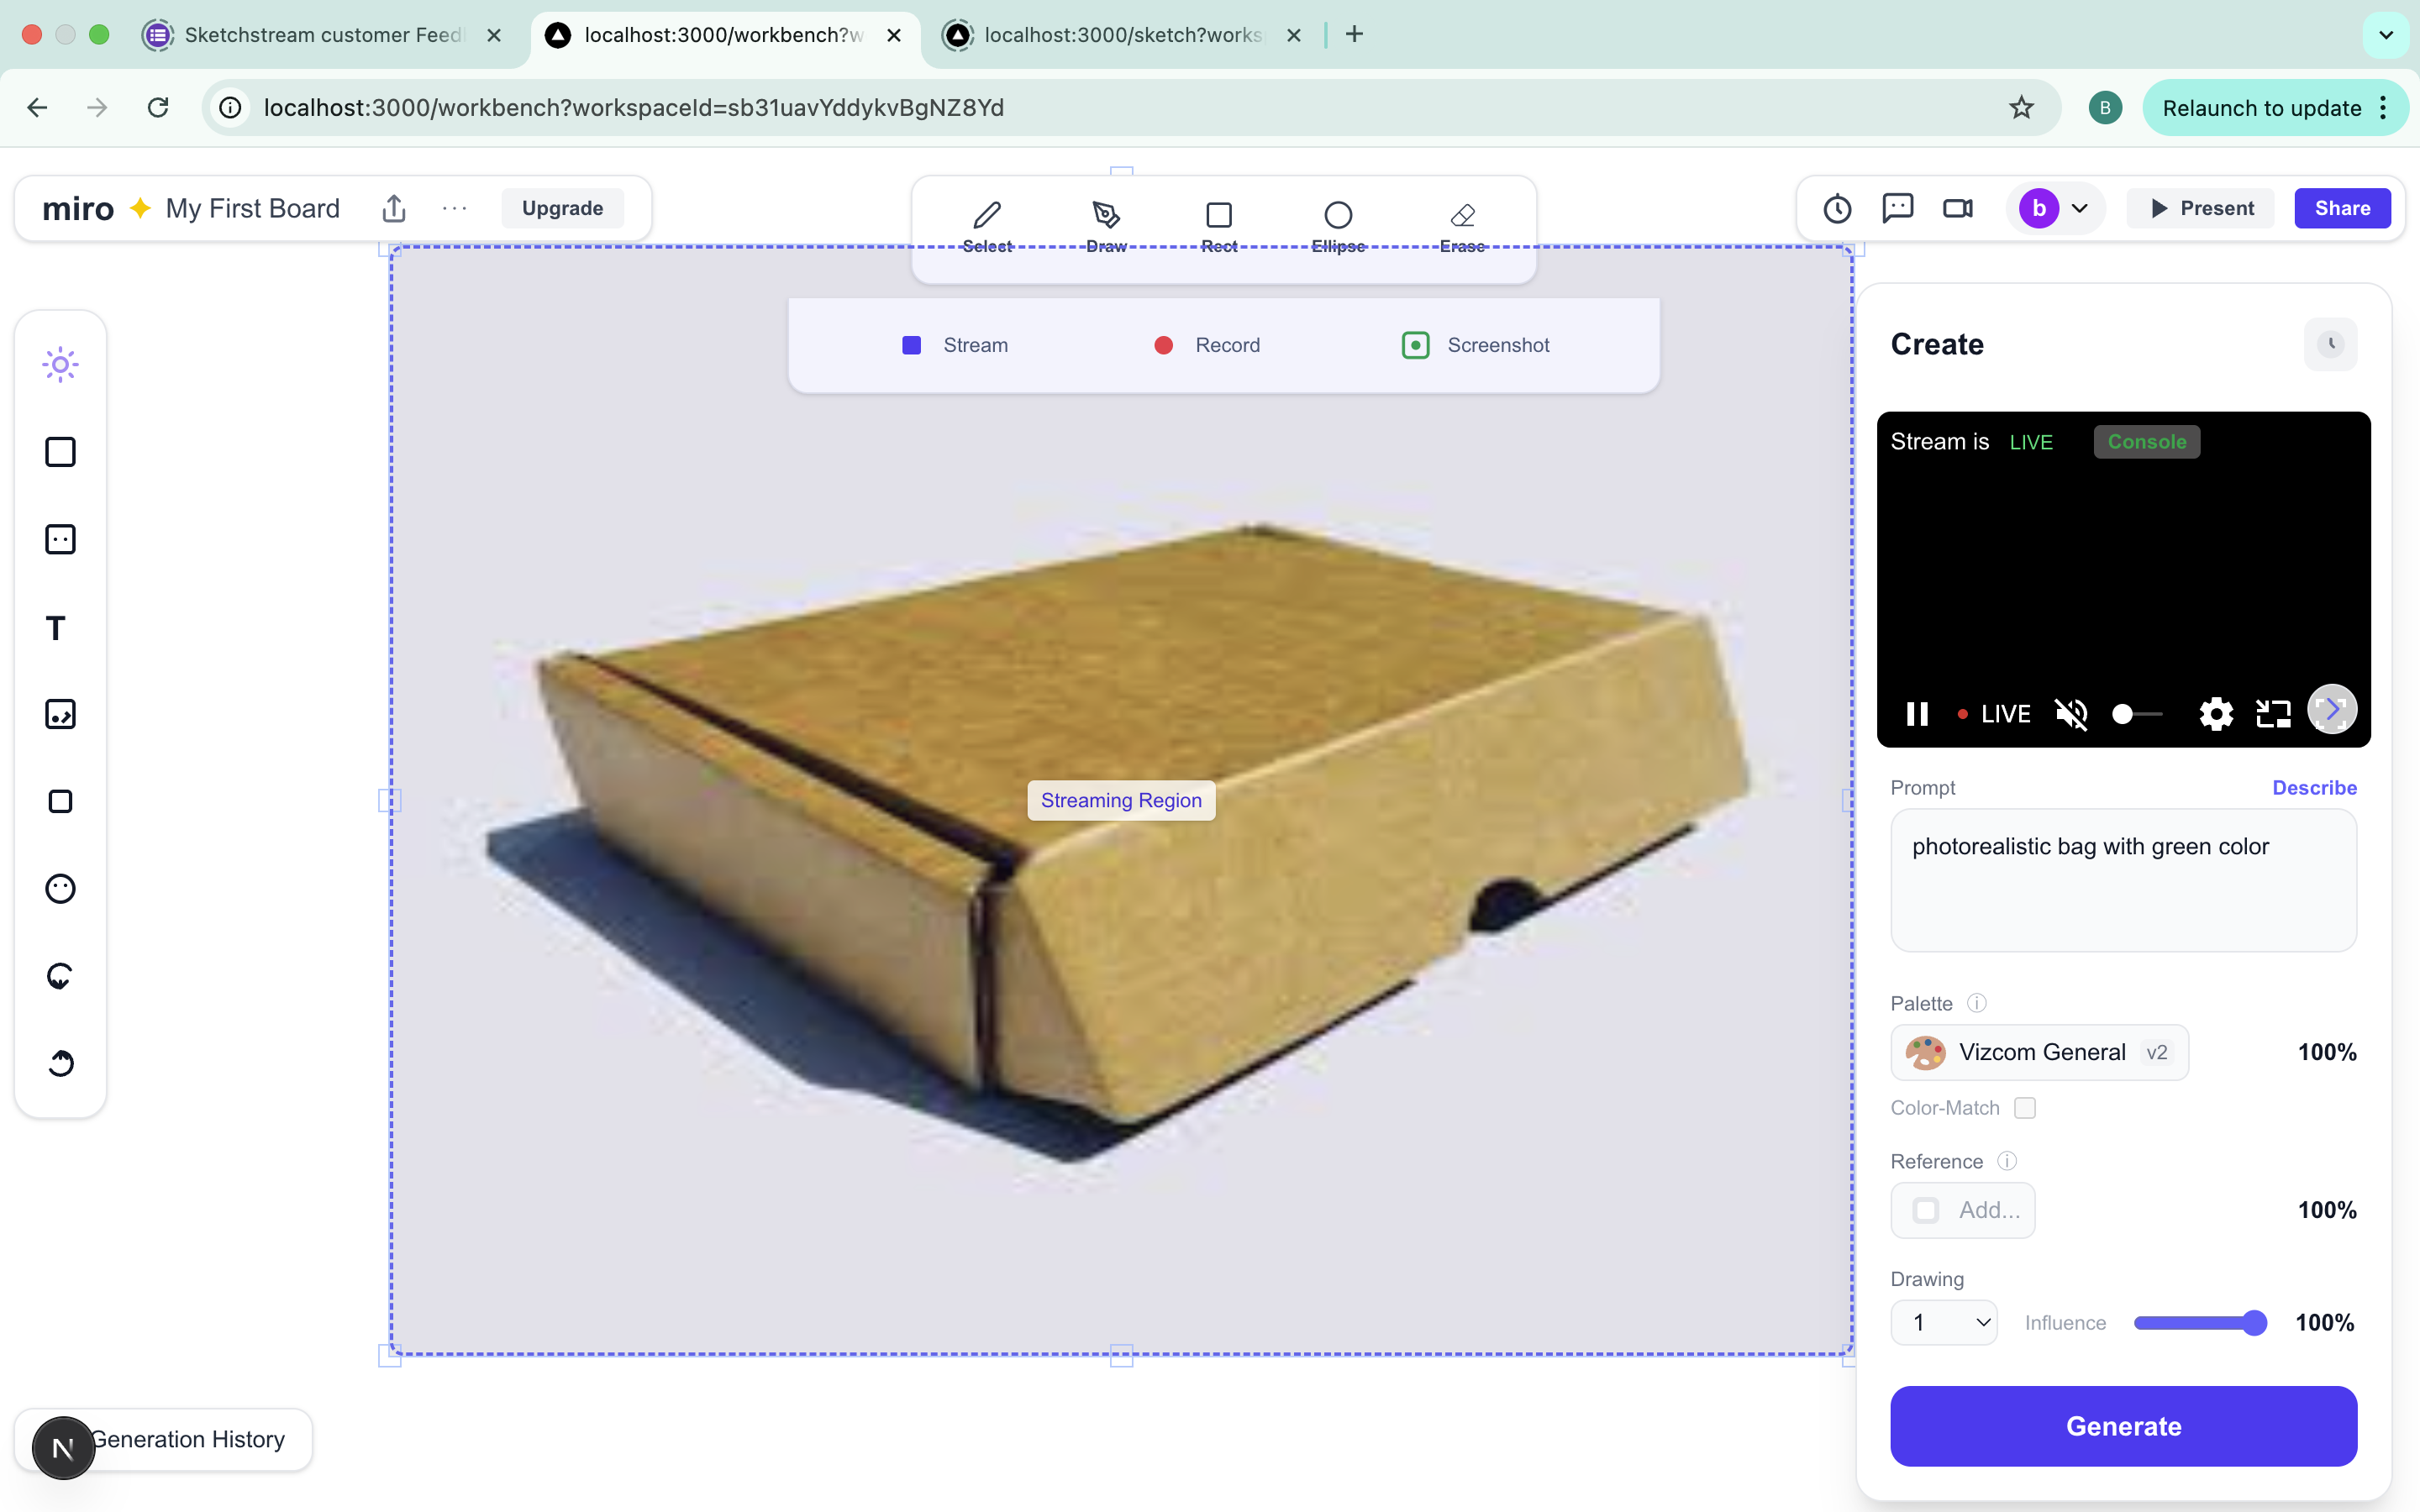 Sketchstream customer Feed
localhost:3000/workbench?w
localhost:3000/sketch?works
localhost:3000/workbench?workspaceId=sb31uavYddykvBgNZ8Yd
B
Relaunch to update
miro
My First Board
Upgrade
Select
Draw
Rect
Ellipse
Erase
b
Present
Share
Stream
Record
Screenshot
Create
Stream is LIVE
Console
T
LIVE
Streaming Region
Prompt
Describe
photorealistic bag with green color
Palette
Vizcom General v2
100%
Color-Match
Reference
Add...
100%
Drawing
1
Influence
100%
Generate
N
Generation History